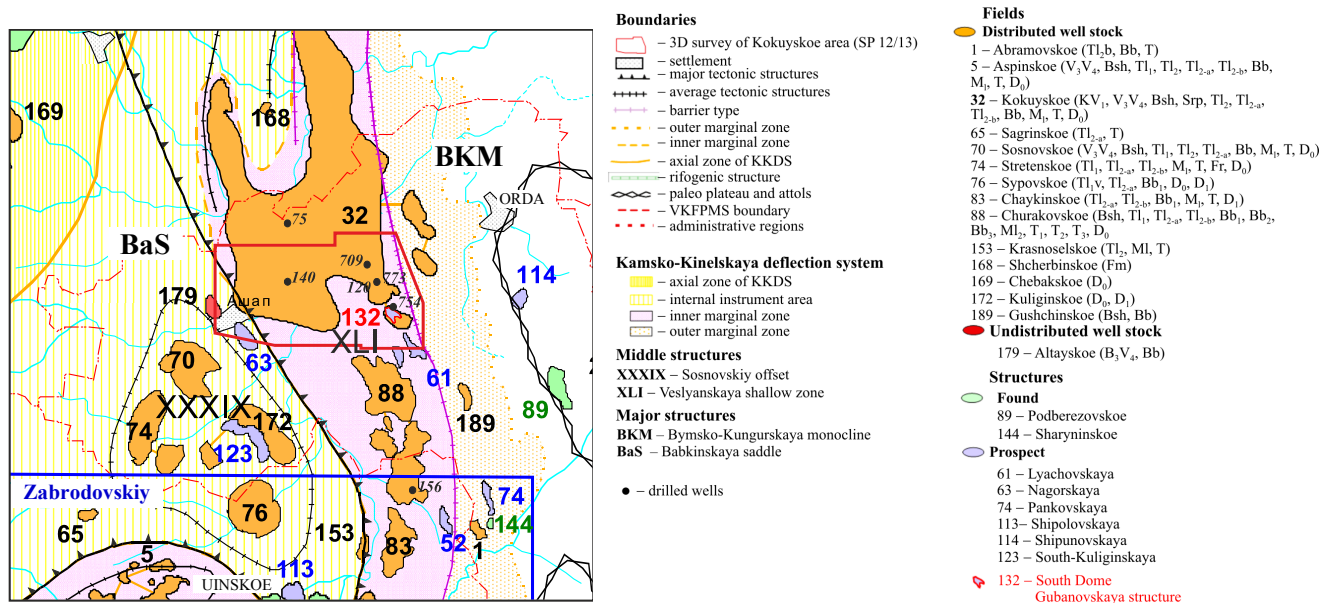 169
168
BKM
ORDA
75
32
BaS
709
140
120
773
114
179
Ашап
754
132
XLI
63
61
70
88
89
XXXIX
172
189
74
123
Zabrodovskiy
156
74
76
144
65
153
83
52
1
5
113
UINSKOE
Boundaries
– 3D survey of Kokuyskoe area (SP 12/13)
– settlement
– major tectonic structures
– average tectonic structures
– barrier type
– outer marginal zone
– inner marginal zone
– axial zone of KKDS
– rifogenic structure
– paleo plateau and attols
– VKFPMS boundary
– administrative regions
Kamsko-Kinelskaya deflection system
– axial zone of KKDS
– internal instrument area
– inner marginal zone
– outer marginal zone
Middle structures
XXXIX – Sosnovskiy offset
XLI – Veslyanskaya shallow zone
Major structures
BKM – Bymsko-Kungurskaya monocline
BaS – Babkinskaya saddle
– drilled wells
Fields
Distributed well stock
1 – Abramovskoe (Tl2b, Bb, T)
5 – Aspinskoe (V3V4, Bsh, Tl1, Tl2, Tl2-a, Tl2-b, Bb,
Ml, T, D0)
32 – Kokuyskoe (KV1, V3V4, Bsh, Srp, Tl2, Tl2-a,
Tl2-b, Bb, Ml, T, D0)
65 – Sagrinskoe (Tl2-a, T)
70 – Sosnovskoe (V3V4, Bsh, Tl1, Tl2, Tl2-a, Bb, Ml, T, D0)
74 – Stretenskoe (Tl1, Tl2-a, Tl2-b, Ml, T, Fr, D0)
76 – Sypovskoe (Tl1v, Tl2-a, Bb1, D0, D1)
83 – Chaykinskoe (Tl2-a, Tl2-b, Bb1, Ml, T, D1)
88 – Churakovskoe (Bsh, Tl1, Tl2-a, Tl2-b, Bb1, Bb2,
Bb3, Ml2, T1, T2, T3, D0
153 – Krasnoselskoe (Tl2, Ml, T)
168 – Shcherbinskoe (Fm)
169 – Chebakskoe (D0)
172 – Kuliginskoe (D0, D1)
189 – Gushchinskoe (Bsh, Bb)
Undistributed well stock
179 – Altayskoe (B3V4, Bb)
Structures
Found
89 – Podberezovskoe
144 – Sharyninskoe
Prospect
61 – Lyachovskaya
63 – Nagorskaya
74 – Pankovskaya
113– Shipolovskaya
114 – Shipunovskaya
123 – South-Kuliginskaya
132 – South Dome
Gubanovskaya structure